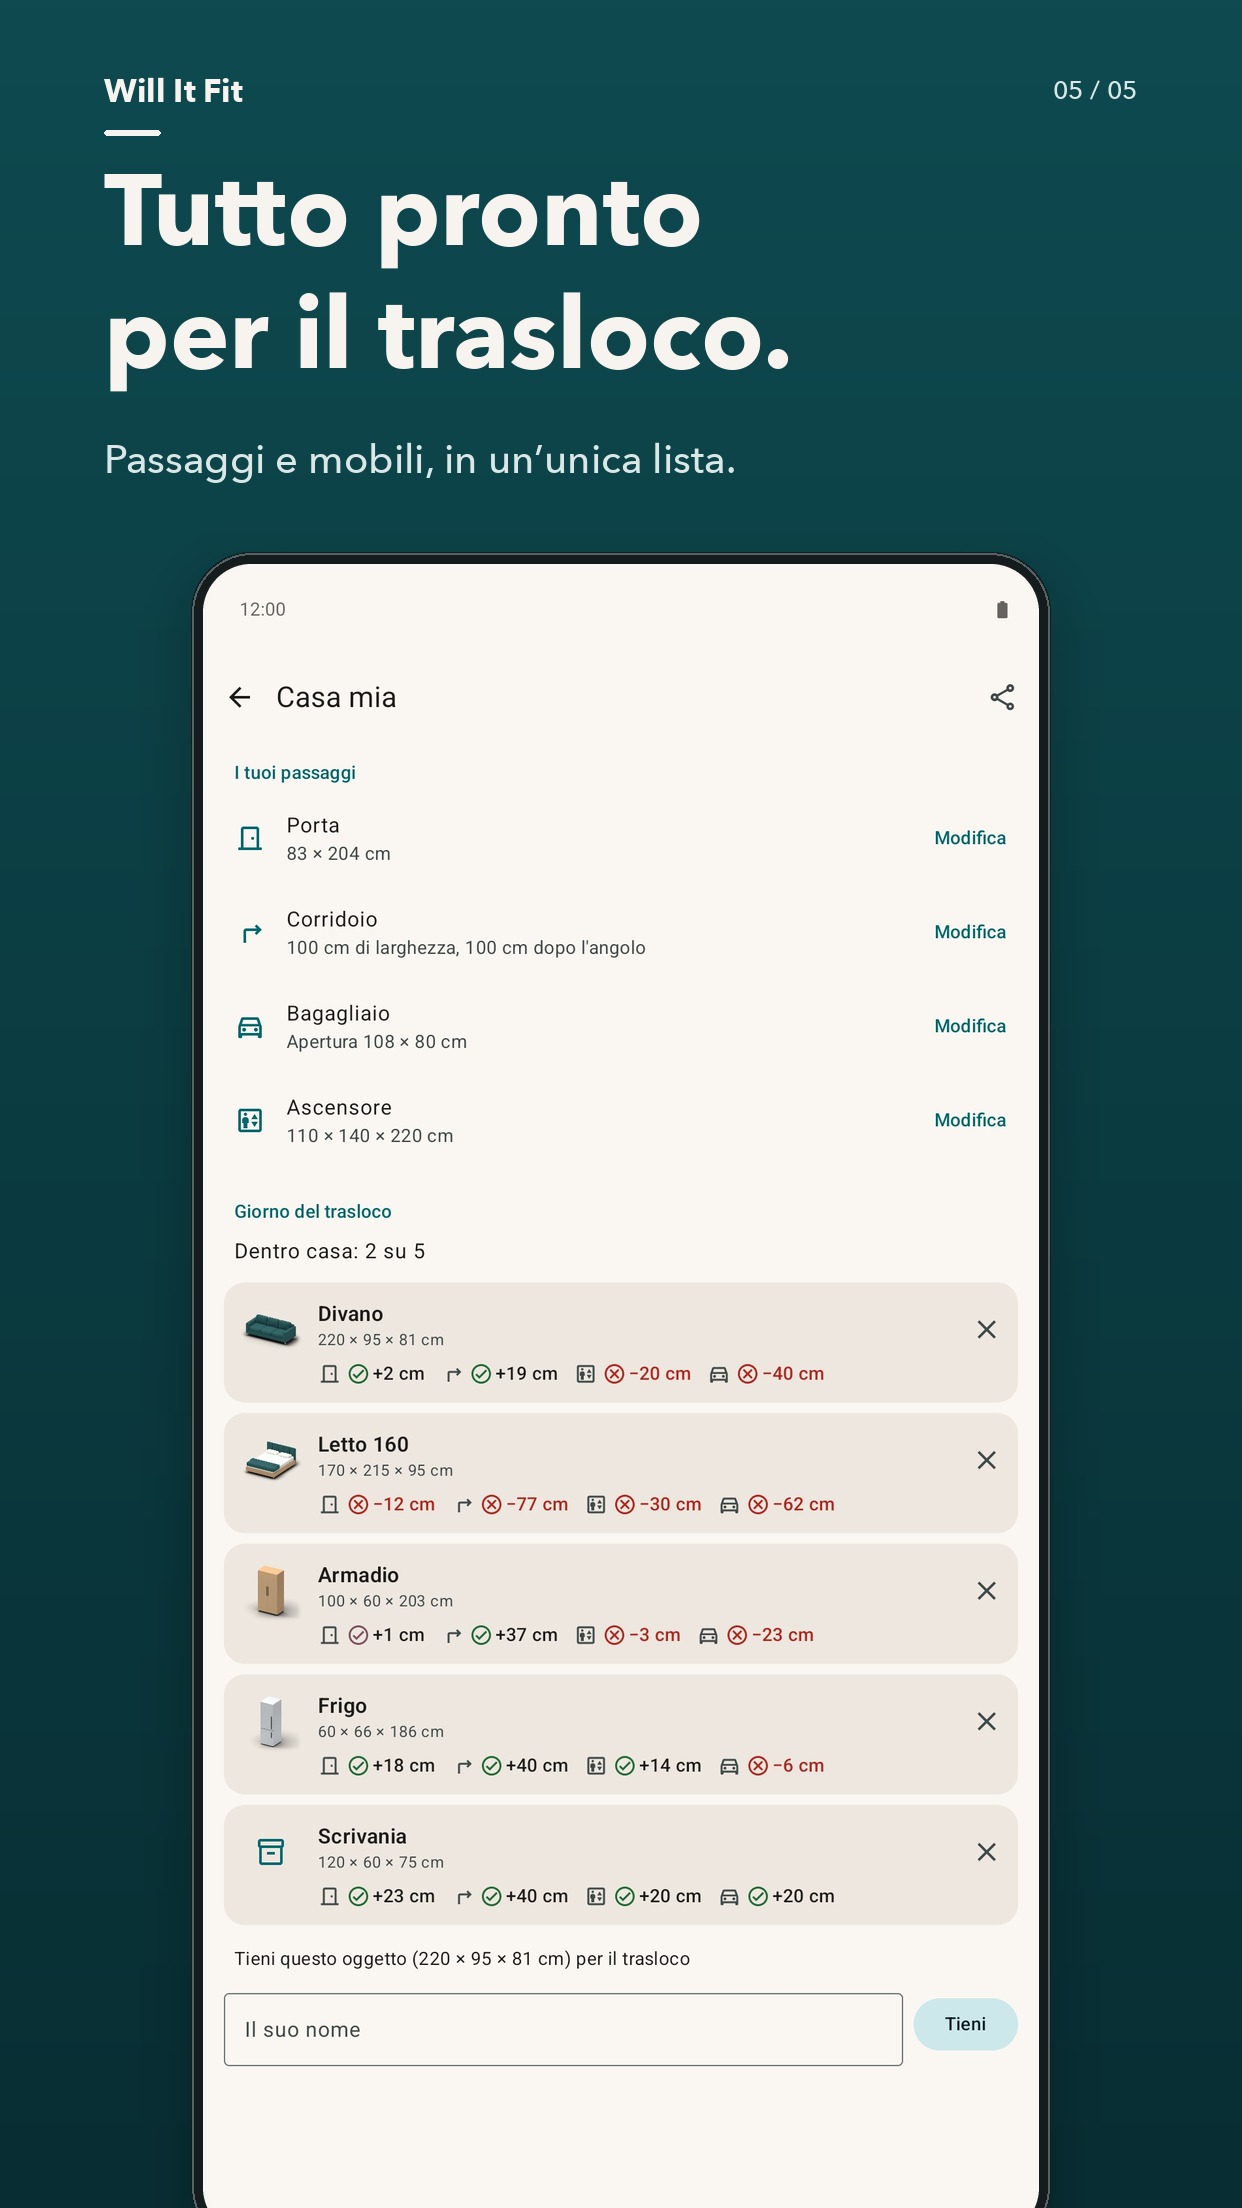 Will It Fit
05 / 05
Tutto pronto
per il trasloco.
Passaggi e mobili, in un’unica lista.
12:00
Casa mia
I tuoi passaggi
Porta
83 × 204 cm
Modifica
Corridoio
100 cm di larghezza, 100 cm dopo l'angolo
Modifica
Bagagliaio
Apertura 108 × 80 cm
Modifica
Ascensore
110 × 140 × 220 cm
Modifica
Giorno del trasloco
Dentro casa: 2 su 5
Divano
220 × 95 × 81 cm
+2 cm +19 cm −20 cm −40 cm
Letto 160
170 × 215 × 95 cm
−12 cm −77 cm −30 cm −62 cm
Armadio
100 × 60 × 203 cm
+1 cm +37 cm −3 cm −23 cm
Frigo
60 × 66 × 186 cm
+18 cm +40 cm +14 cm −6 cm
Scrivania
120 × 60 × 75 cm
+23 cm +40 cm +20 cm +20 cm
Tieni questo oggetto (220 × 95 × 81 cm) per il trasloco
Il suo nome
Tieni